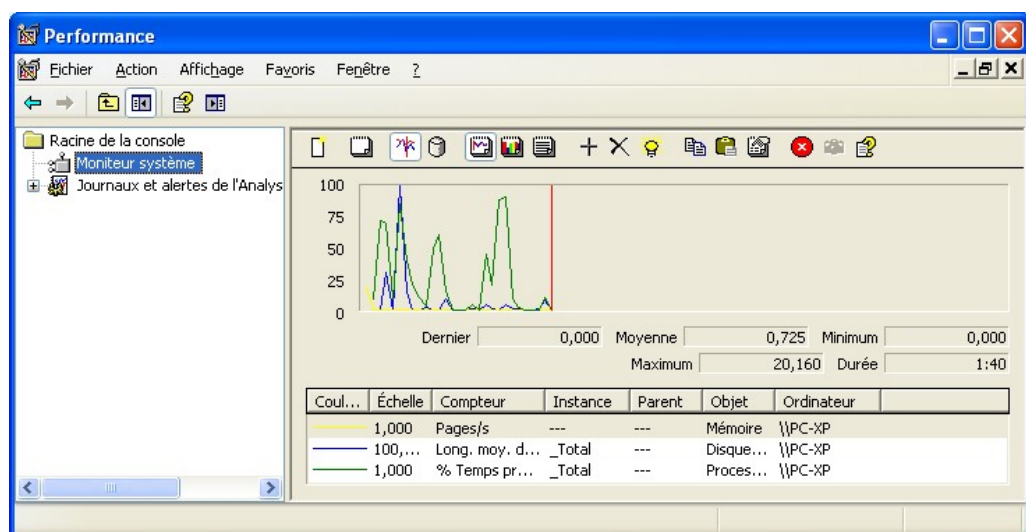 Performance
Fichier Action Affichage Favoris Fenêtre ?
Racine de la console
Moniteur système
Journaux et alertes de l'Analys
100
75
50
25
0
Dernier 0,000 Moyenne 0,725 Minimum 0,000
Maximum 20,160 Durée 1:40
Coul... Échelle Compteur Instance Parent Objet Ordinateur
1,000 Pages/s --- --- Mémoire \\PC-XP
100,... Long. moy. d... _Total --- Disque... \\PC-XP
1,000 % Temps pr... _Total --- Proces... \\PC-XP